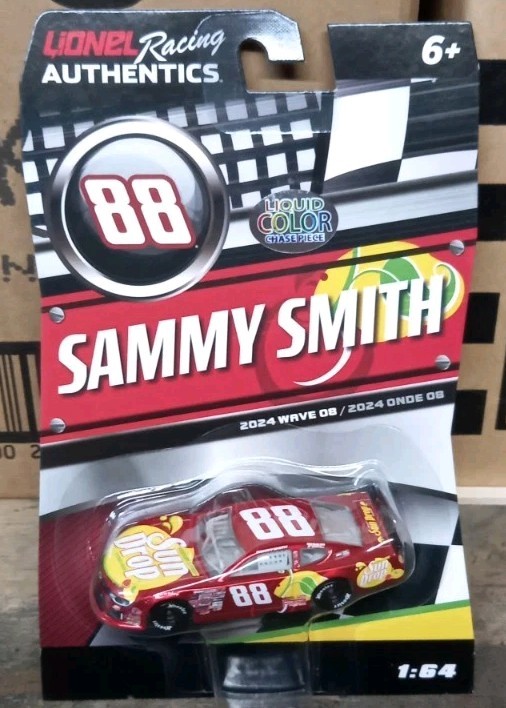 LIONEL Racing
AUTHENTICS
6+
88
LIQUID
COLOR
CHASE PIECE
SAMMY SMITH
2024 WAVE 08 / 2024 ONDE 08
88
Sun
Drop
88
Sun
Drop
1:64